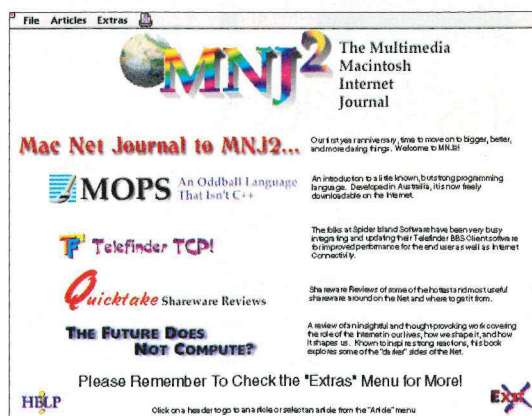 File Articles Extras
MNJ2
The Multimedia
Macintosh
Internet
Journal
Mac Net Journal to MNJ2...
Our first year anniversary, time to move on to bigger, better,
and more daring things. Welcome to MNJ2!
MOPS An Oddball Language
That Isn't C++
An introduction to a little known, but strong programming
language. Developed in Australia, it is now freely
downloadable on the Internet.
Telefinder TCP!
The folks at Spider Island Software have been very busy
integrating and updating their Telefinder BBS Client software
to improved performance for the end user as well as Internet
Connectivity.
Quicktake Shareware Reviews
Shareware Reviews of some of the hottest and most useful
shareware around on the Net and where to get it from.
The Future Does
Not Compute?
A review of an insightful and thought provoking work covering
the role of the Internet in our lives, how we shape it, and how
it shapes us. Known to inspire strong reactions, this book
explores some of the "darker" sides of the Net.
Please Remember To Check the "Extras" Menu for More!
HELP
Exit
Click on a header to go to an article or select an article from the "Article" menu